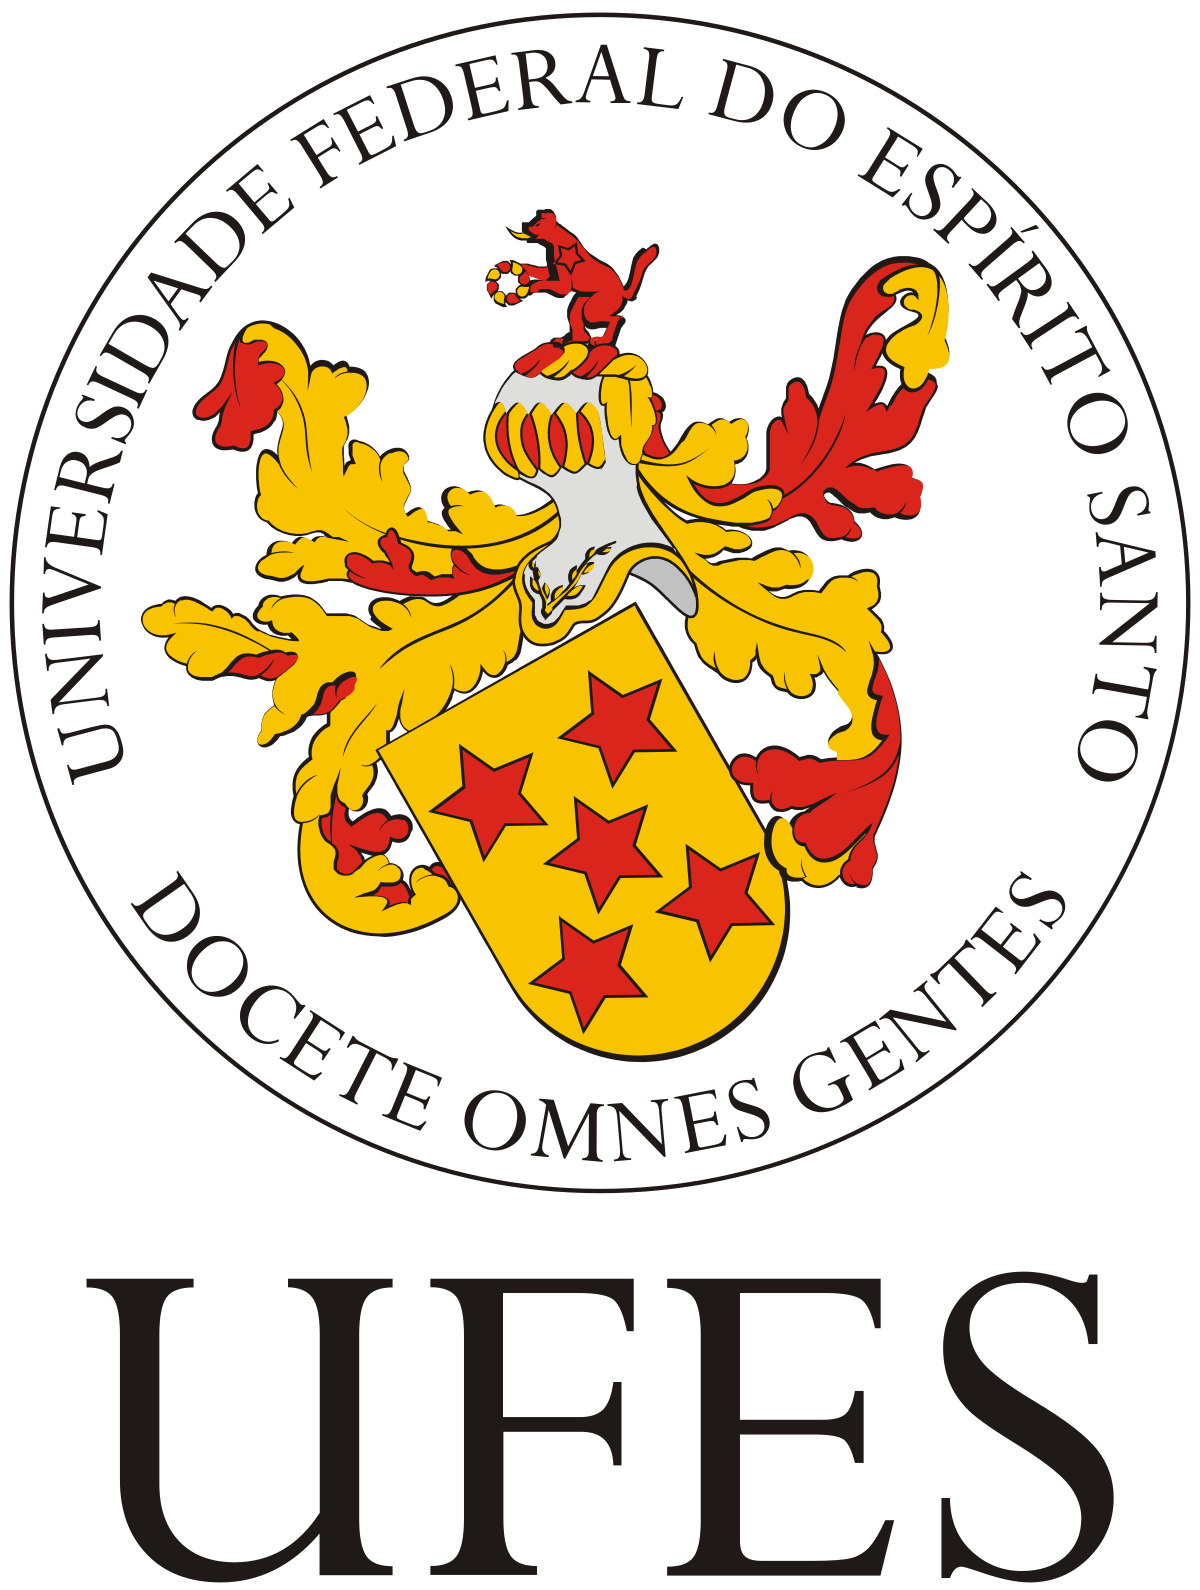 UNIVERSIDADE FEDERAL DO ESPÍRITO SANTO
DOCETE OMNES GENTES
UFES